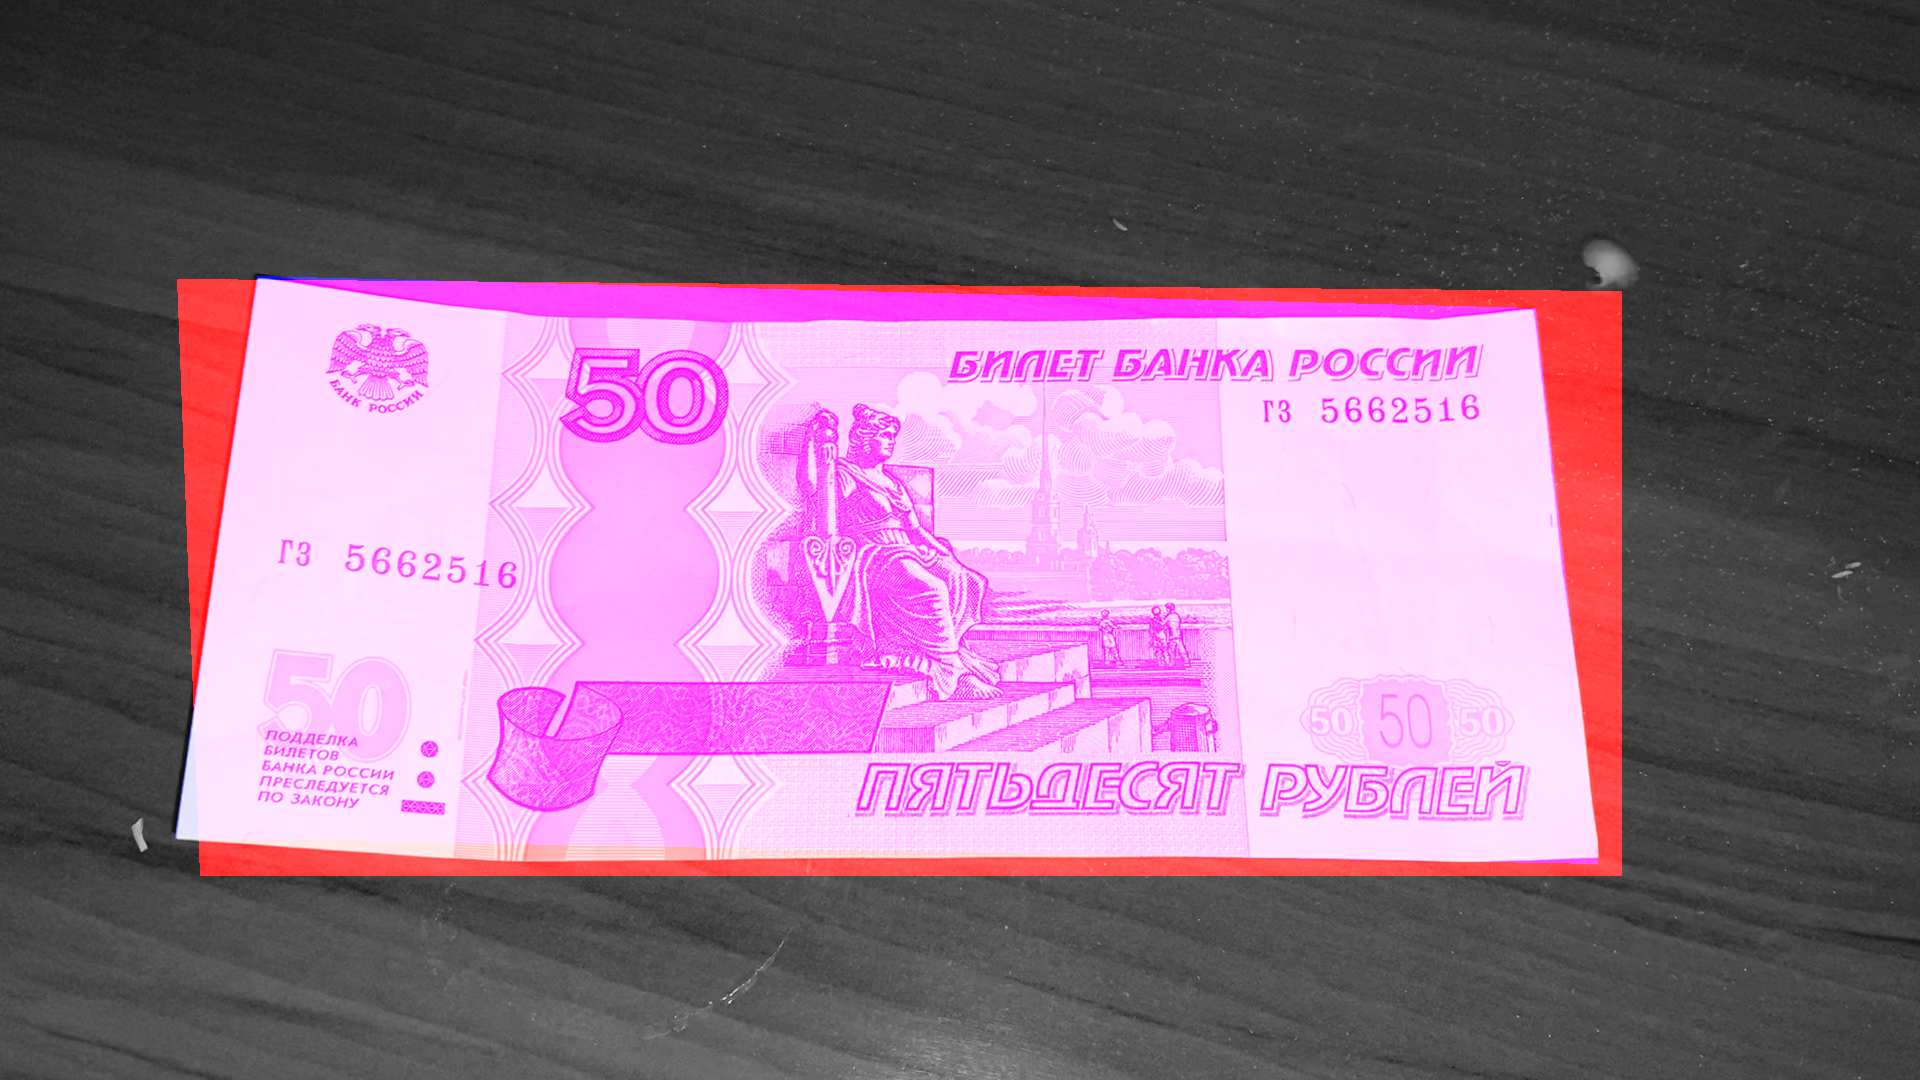 50
БИЛЕТ БАНКА РОССИИ
ГЗ 5662516
БАНК РОССИИ
ГЗ 5662516
50
ПОДДЕЛКА
БИЛЕТОВ
БАНКА РОССИИ
ПРЕСЛЕДУЕТСЯ
ПО ЗАКОНУ
50 50 50
ПЯТЬДЕСЯТ РУБЛЕЙ